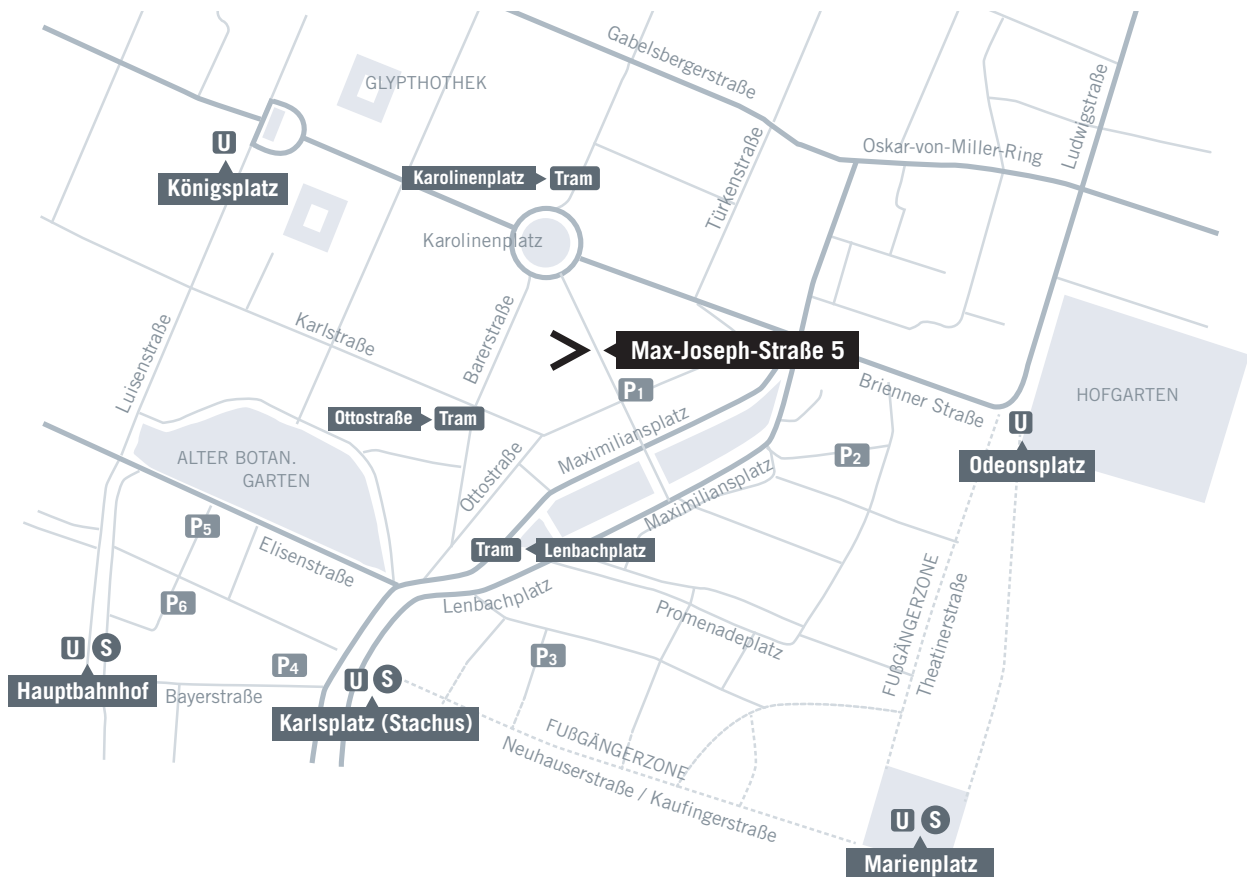 Gabelsbergerstraße
GLYPTHOTHEK
Ludwigstraße
U
Königsplatz
Oskar-von-Miller-Ring
Türkenstraße
Karolinenplatz
Tram
Karolinenplatz
Luisenstraße
Karlstraße
Barerstraße
Max-Joseph-Straße 5
P1
Brienner Straße
HOFGARTEN
Ottostraße
Tram
Maximiliansplatz
U
Odeonsplatz
ALTER BOTAN.
GARTEN
Ottostraße
P2
Maximiliansplatz
P5
Elisenstraße
Tram
Lenbachplatz
Lenbachplatz
FUßGÄNGERZONE
Theatinerstraße
P6
Promenadeplatz
U S
Hauptbahnhof
P4
P3
Bayerstraße
U S
Karlsplatz (Stachus)
FUßGÄNGERZONE
Neuhauserstraße / Kaufingerstraße
U S
Marienplatz